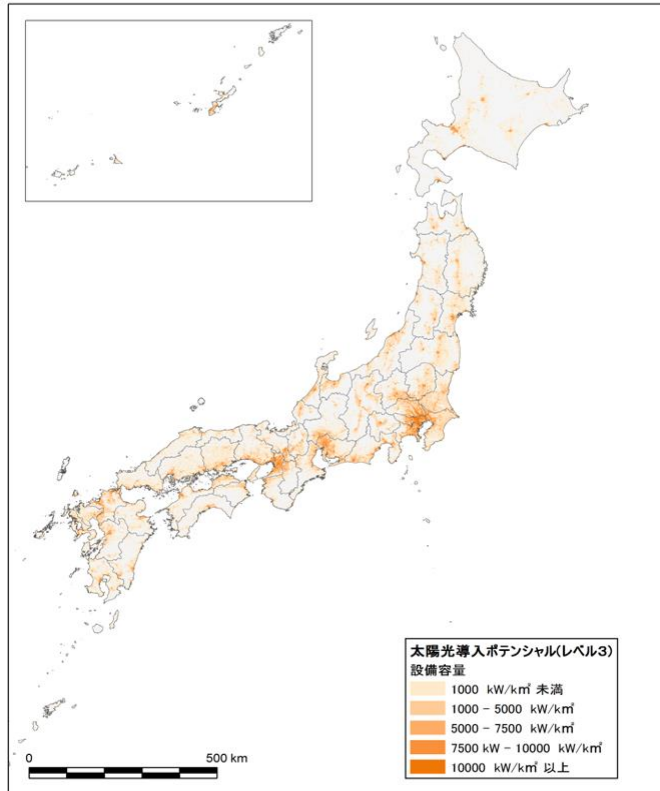 太陽光導入ポテンシャル(レベル3)
設備容量
1000 kW/k㎡ 未満
1000 - 5000 kW/k㎡
5000 - 7500 kW/k㎡
7500 kW - 10000 kW/k㎡
10000 kW/k㎡ 以上
0 500 km